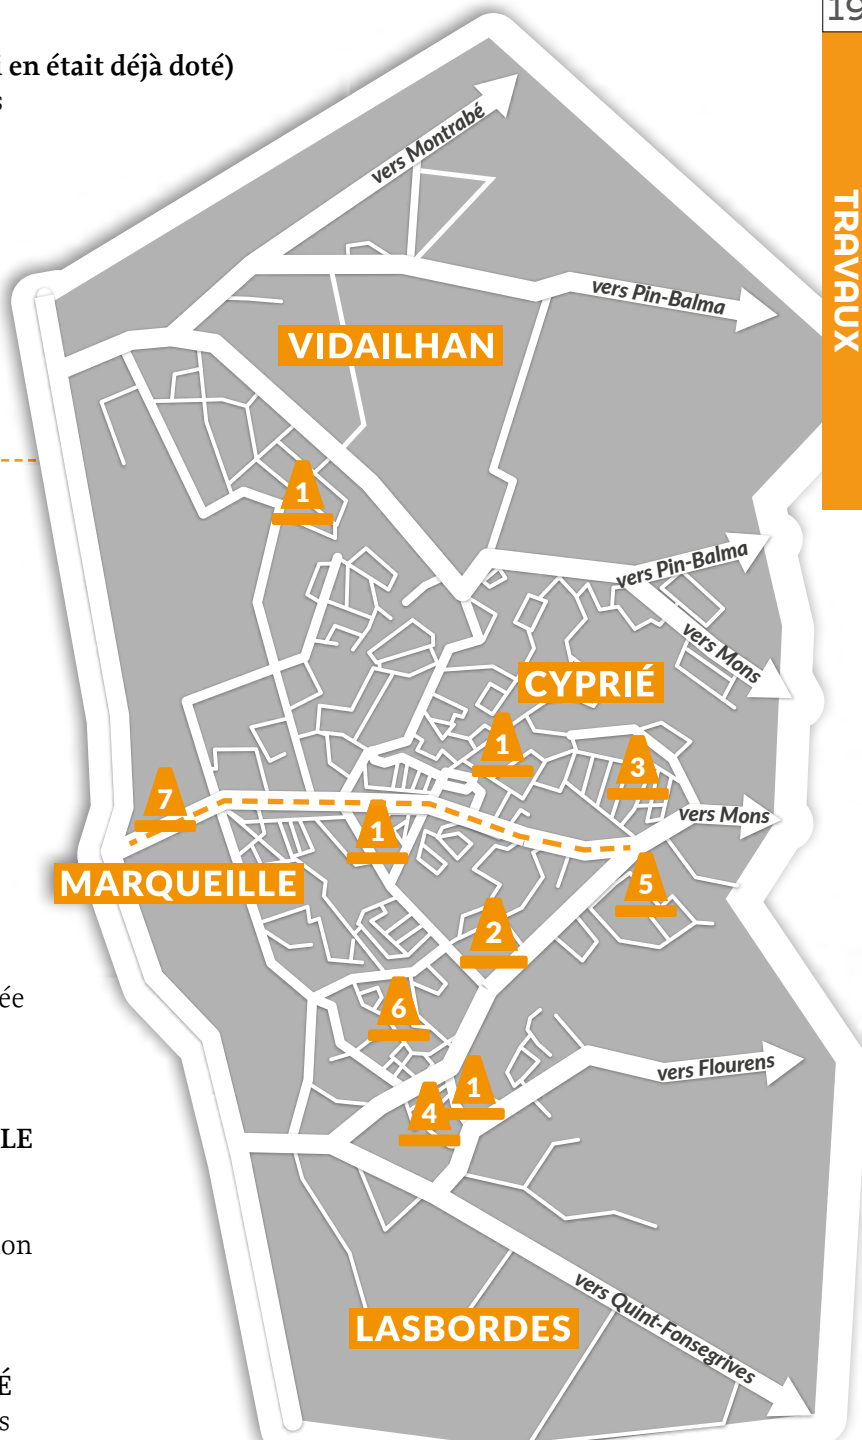 19
i en était déjà doté)
s
TRAVAUX
vers Montrabé
vers Pin-Balma
VIDAILHAN
1
vers Pin-Balma
vers Mons
CYPRIÉ
1
3
7
vers Mons
1
MARQUEILLE
5
2
ée
6
vers Flourens
1
4
LE
on
vers Quint-Fonsegrives
LASBORDES
É
s